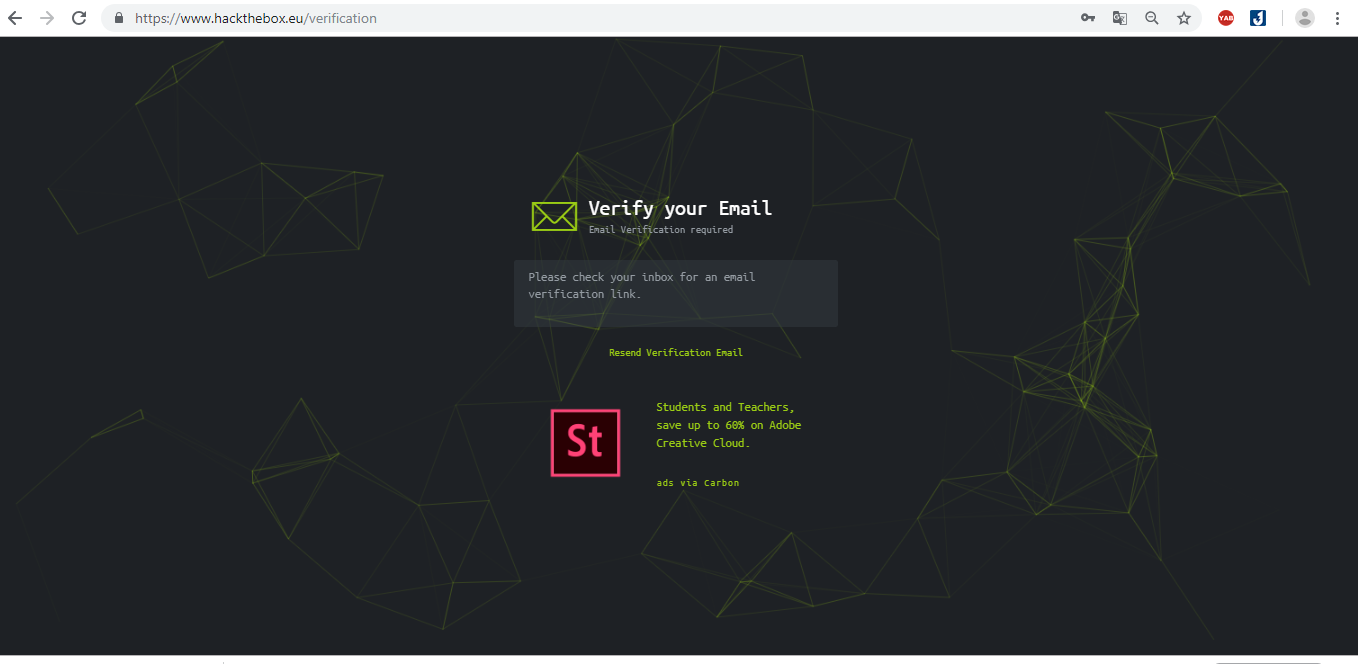 https://www.hackthebox.eu/verification
YAB
Verify your Email
Email Verification required
Please check your inbox for an email
verification link.
Resend Verification Email
St
Students and Teachers,
save up to 60% on Adobe
Creative Cloud.
ads via Carbon